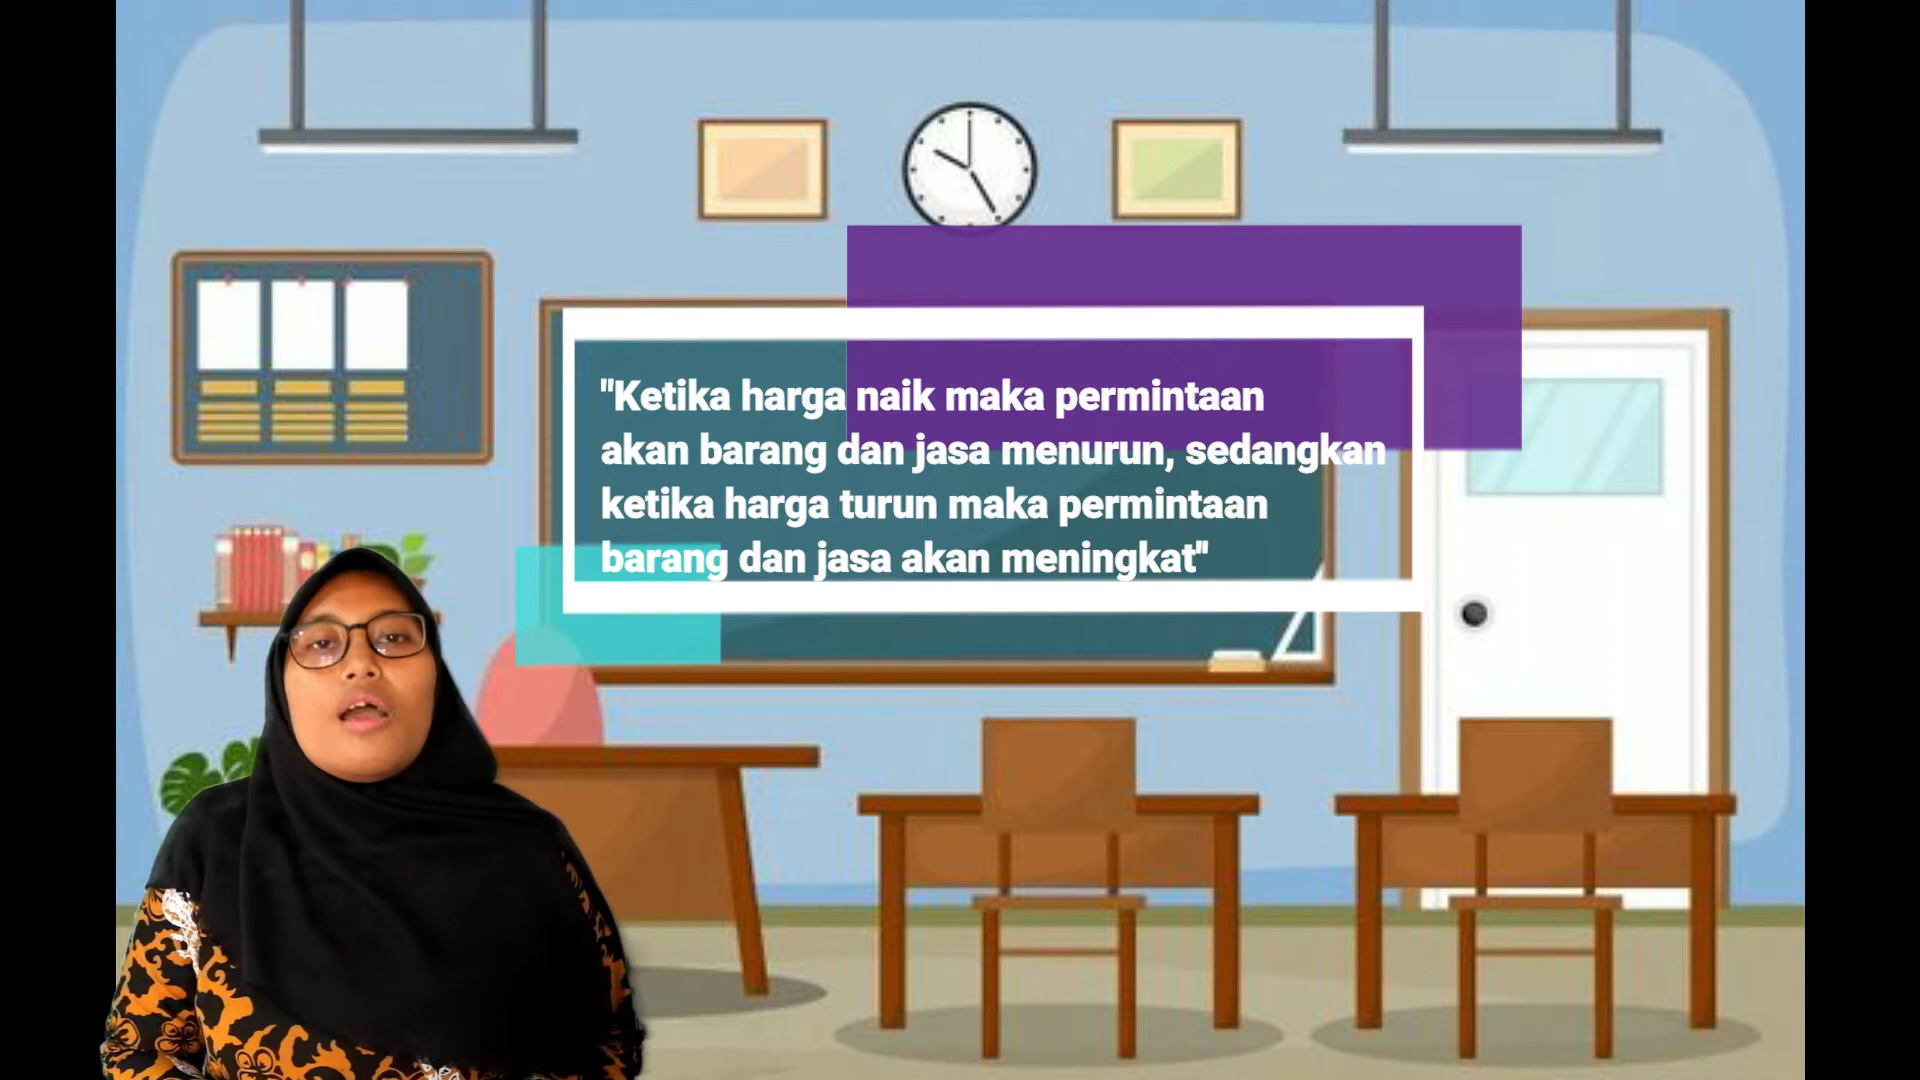 "Ketika harga naik maka permintaan
akan barang dan jasa menurun, sedangkan
ketika harga turun maka permintaan
barang dan jasa akan meningkat"